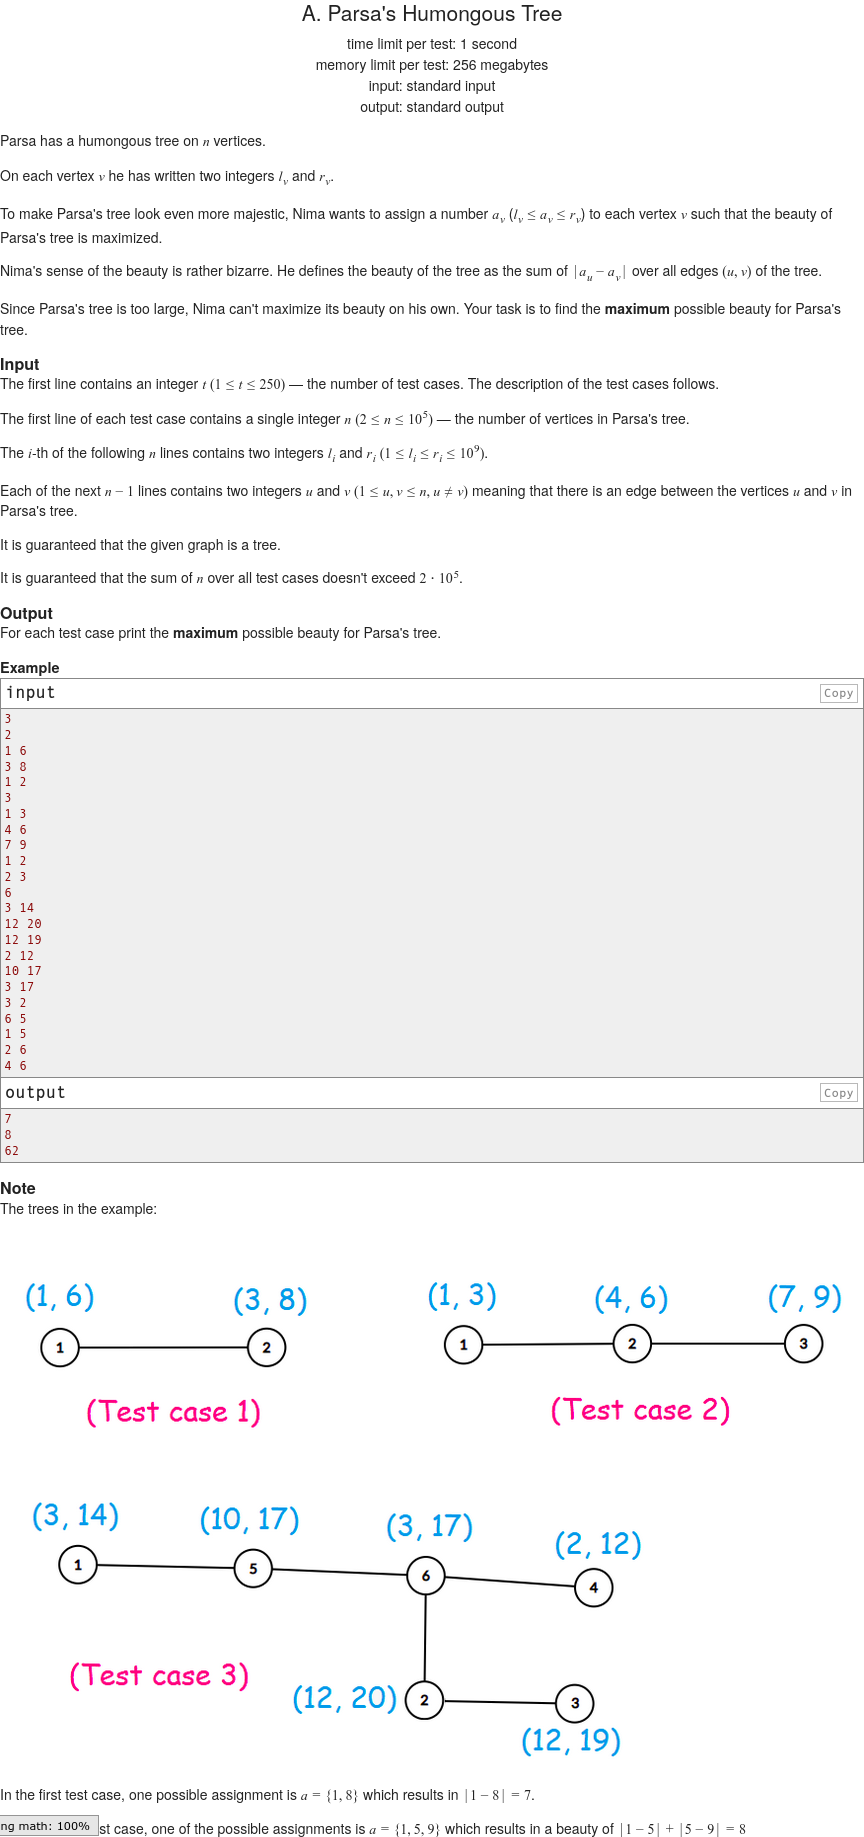 A. Parsa's Humongous Tree
time limit per test: 1 second
memory limit per test: 256 megabytes
input: standard input
output: standard output
Parsa has a humongous tree on n vertices.
On each vertex v he has written two integers l_v and r_v.
To make Parsa's tree look even more majestic, Nima wants to assign a number a_v (l_v ≤ a_v ≤ r_v) to each vertex v such that the beauty of
Parsa's tree is maximized.
Nima's sense of the beauty is rather bizarre. He defines the beauty of the tree as the sum of |a_u − a_v| over all edges (u, v) of the tree.
Since Parsa's tree is too large, Nima can't maximize its beauty on his own. Your task is to find the maximum possible beauty for Parsa's
tree.
Input
The first line contains an integer t (1 ≤ t ≤ 250) — the number of test cases. The description of the test cases follows.
The first line of each test case contains a single integer n (2 ≤ n ≤ 10^5) — the number of vertices in Parsa's tree.
The i-th of the following n lines contains two integers l_i and r_i (1 ≤ l_i ≤ r_i ≤ 10^9).
Each of the next n − 1 lines contains two integers u and v (1 ≤ u, v ≤ n, u ≠ v) meaning that there is an edge between the vertices u and v in
Parsa's tree.
It is guaranteed that the given graph is a tree.
It is guaranteed that the sum of n over all test cases doesn't exceed 2 · 10^5.
Output
For each test case print the maximum possible beauty for Parsa's tree.
Example
input Copy
3
2
1 6
3 8
1 2
3
1 3
4 6
7 9
1 2
2 3
6
3 14
12 20
12 19
2 12
10 17
3 17
3 2
6 5
1 5
2 6
4 6
output Copy
7
8
62
Note
The trees in the example:
(1, 6) (3, 8) (1, 3) (4, 6) (7, 9)
1 2 1 2 3
(Test case 1) (Test case 2)
(3, 14) (10, 17) (3, 17) (2, 12)
1 5 6 4
(Test case 3) (12, 20) 2 3
(12, 19)
In the first test case, one possible assignment is a = {1, 8} which results in |1 − 8| = 7.
ng math: 100% st case, one of the possible assignments is a = {1, 5, 9} which results in a beauty of |1 − 5| + |5 − 9| = 8